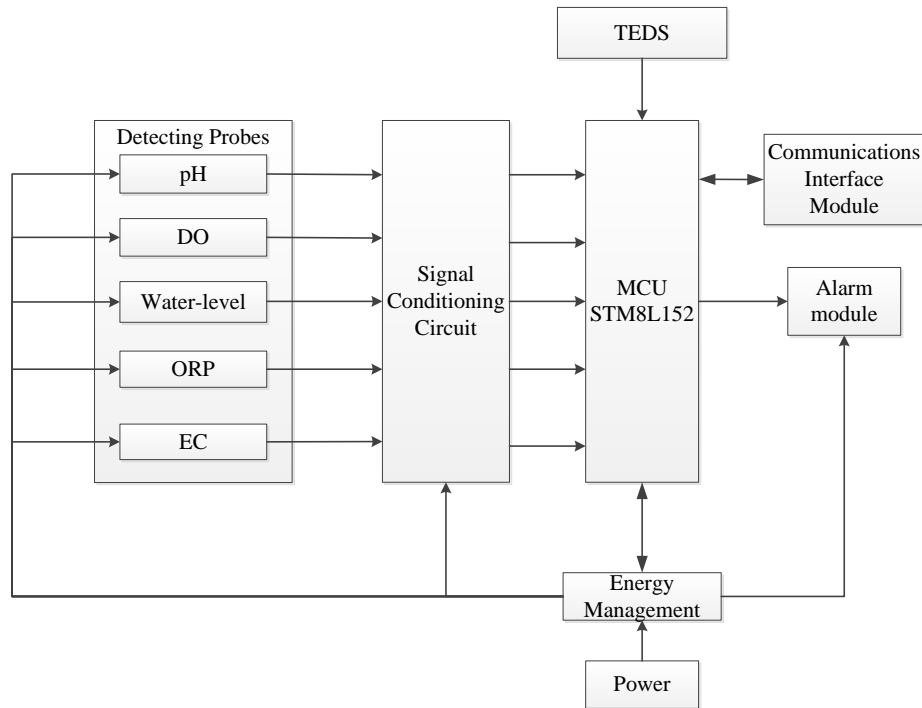 TEDS
Detecting Probes
pH
DO
Water-level
ORP
EC
Signal
Conditioning
Circuit
MCU
STM8L152
Communications
Interface
Module
Alarm
module
Energy
Management
Power